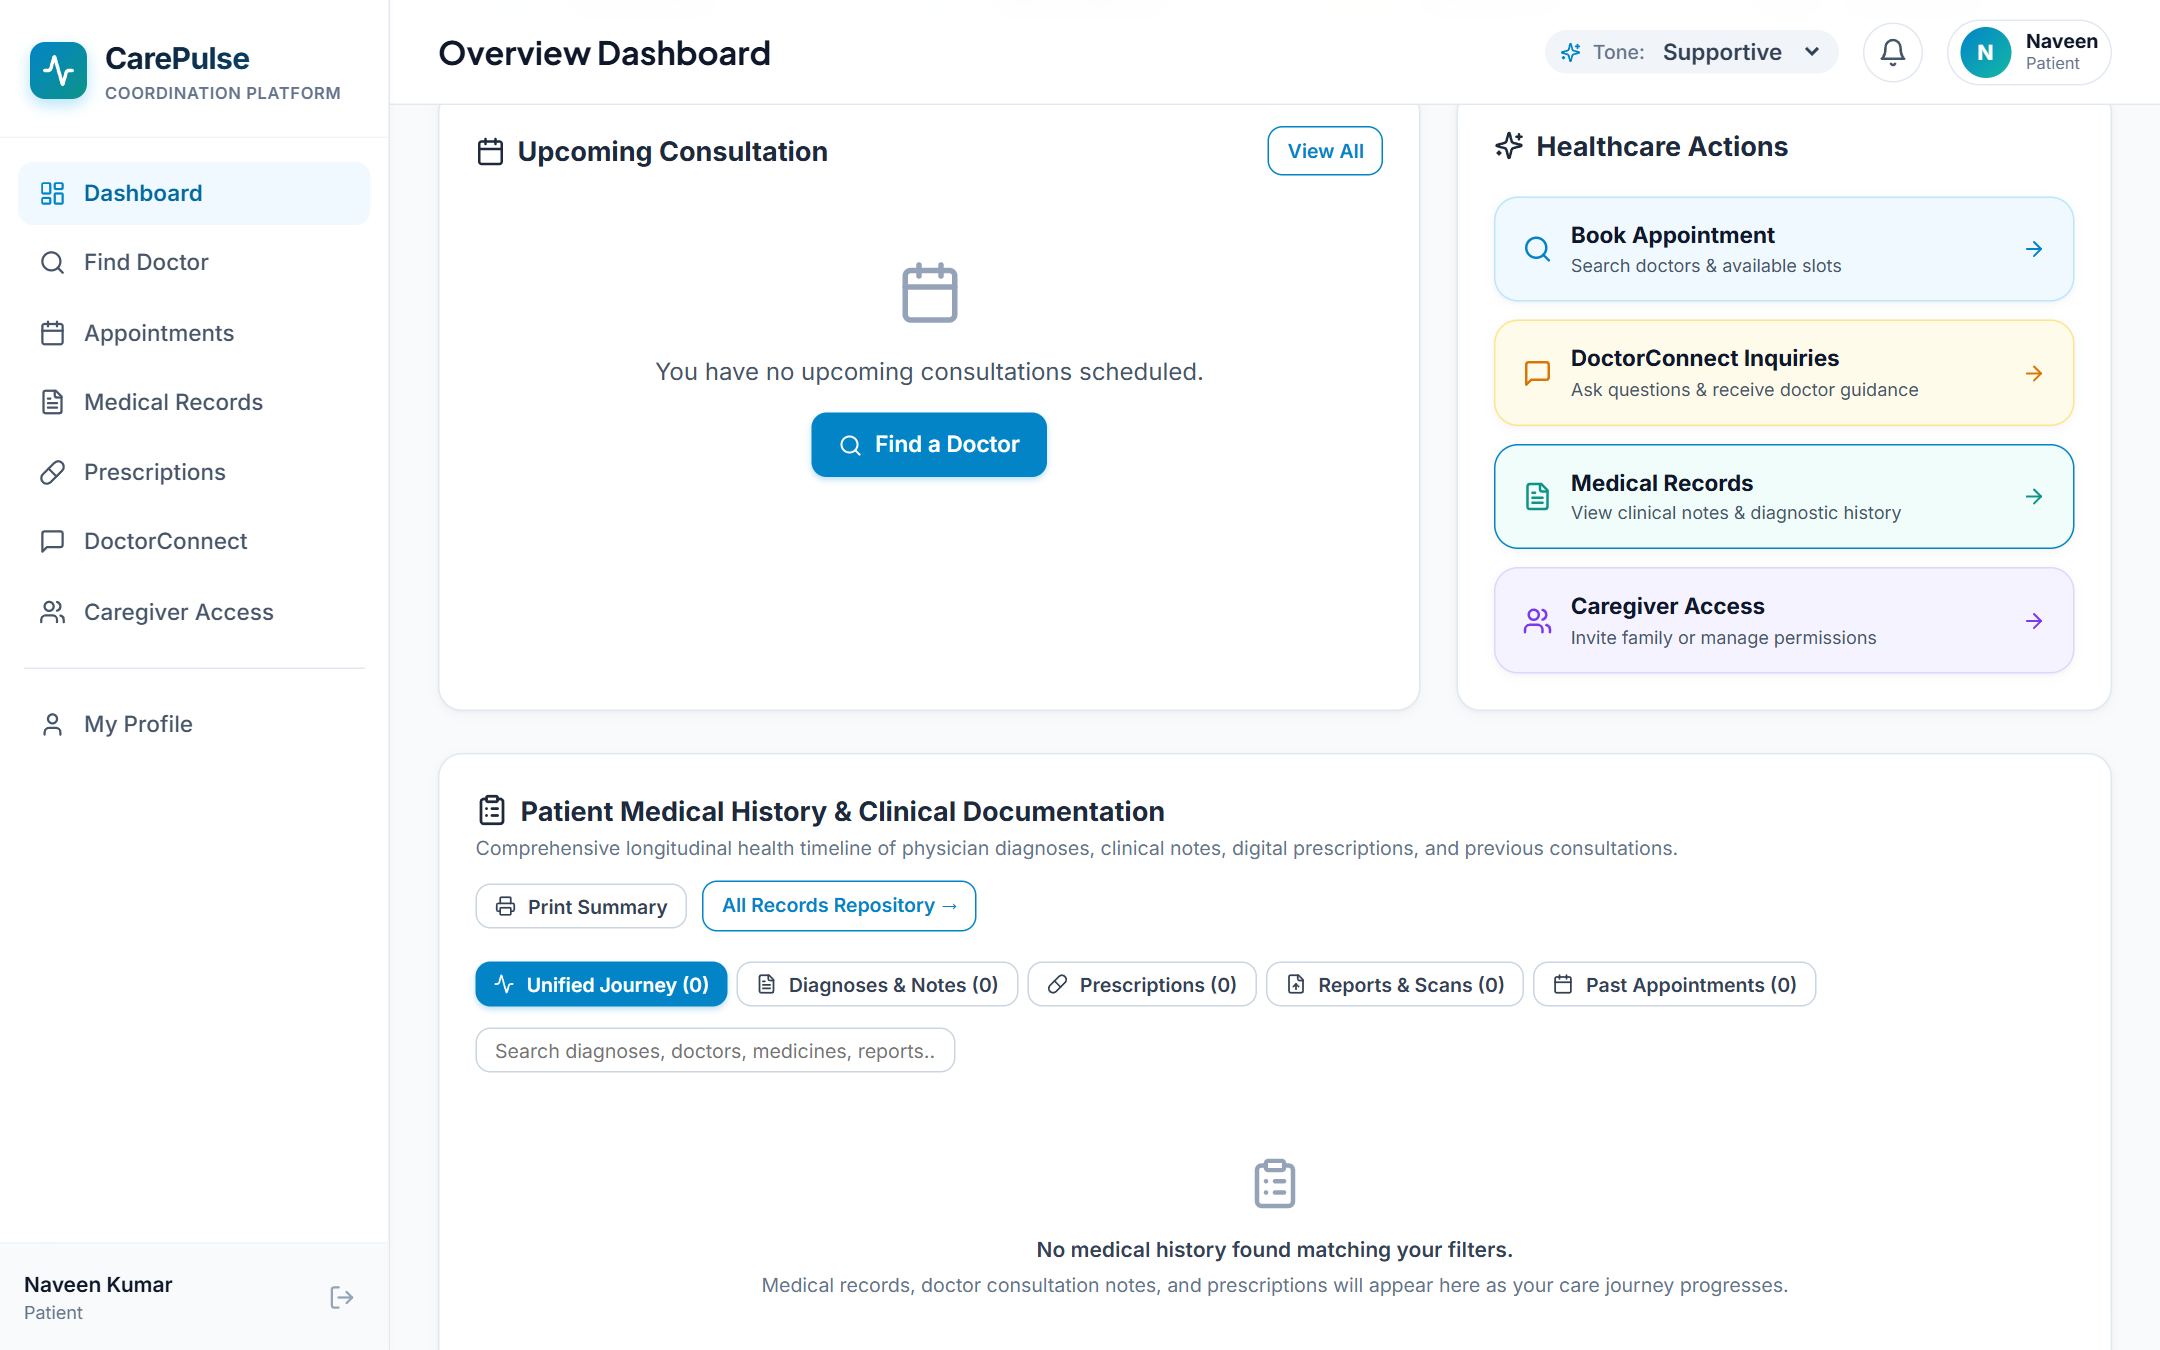 CarePulse
COORDINATION PLATFORM
Dashboard
Find Doctor
Appointments
Medical Records
Prescriptions
DoctorConnect
Caregiver Access
My Profile
Naveen Kumar
Patient
Overview Dashboard
Tone: Supportive
N
Naveen
Patient
Upcoming Consultation
View All
You have no upcoming consultations scheduled.
Find a Doctor
Healthcare Actions
Book Appointment
Search doctors & available slots
DoctorConnect Inquiries
Ask questions & receive doctor guidance
Medical Records
View clinical notes & diagnostic history
Caregiver Access
Invite family or manage permissions
Patient Medical History & Clinical Documentation
Comprehensive longitudinal health timeline of physician diagnoses, clinical notes, digital prescriptions, and previous consultations.
Print Summary
All Records Repository →
Unified Journey (0)
Diagnoses & Notes (0)
Prescriptions (0)
Reports & Scans (0)
Past Appointments (0)
Search diagnoses, doctors, medicines, reports..
No medical history found matching your filters.
Medical records, doctor consultation notes, and prescriptions will appear here as your care journey progresses.